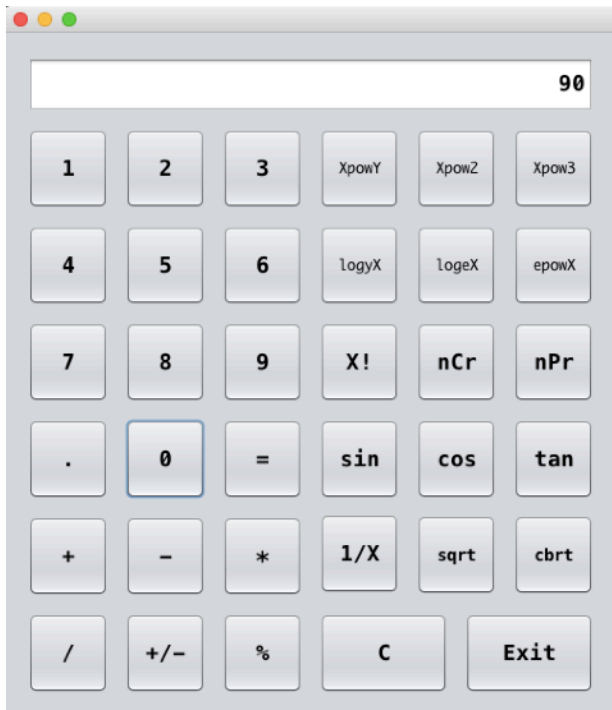 90
1 2 3 XpowY Xpow2 Xpow3
4 5 6 logyX logeX epowX
7 8 9 X! nCr nPr
. 0 = sin cos tan
+ - * 1/X sqrt cbrt
/ +/- % C Exit